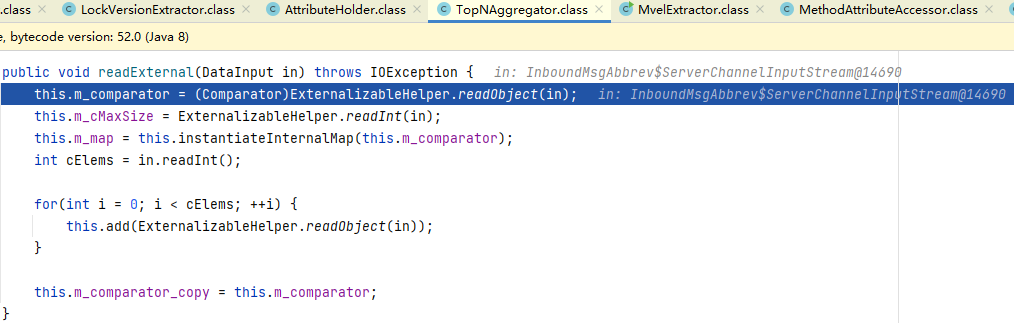 .class LockVersionExtractor.class AttributeHolder.class TopNAggregator.class MvelExtractor.class MethodAttributeAccessor.class
e, bytecode version: 52.0 (Java 8)
public void readExternal(DataInput in) throws IOException { in: InboundMsgAbbrev$ServerChannelInputStream@14690
this.m_comparator = (Comparator)ExternalizableHelper.readObject(in); in: InboundMsgAbbrev$ServerChannelInputStream@14690
this.m_cMaxSize = ExternalizableHelper.readInt(in);
this.m_map = this.instantiateInternalMap(this.m_comparator);
int cElems = in.readInt();
for(int i = 0; i < cElems; ++i) {
this.add(ExternalizableHelper.readObject(in));
}
this.m_comparator_copy = this.m_comparator;
}